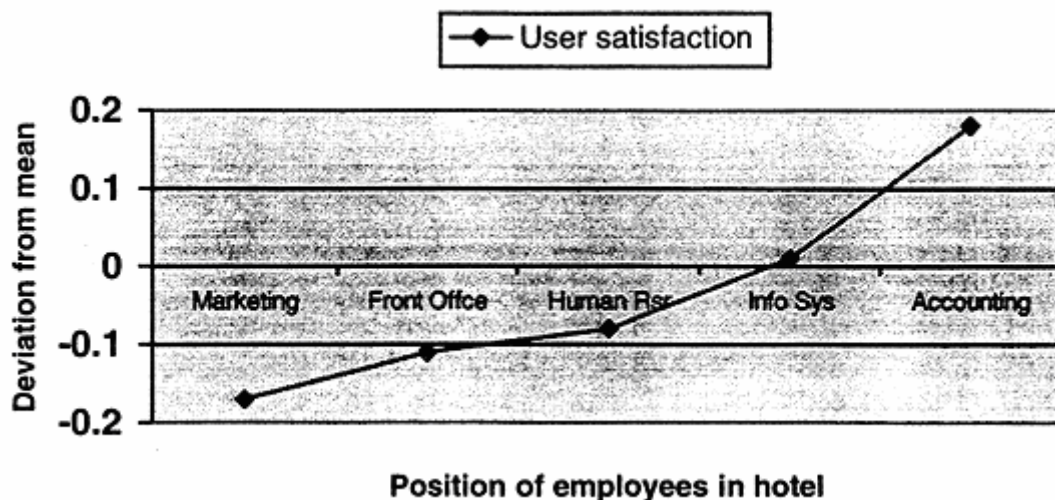 User satisfaction
0.2
0.1
0
-0.1
-0.2
Deviation from mean
Marketing
Front Offce
Human Rsr
Info Sys
Accounting
Position of employees in hotel